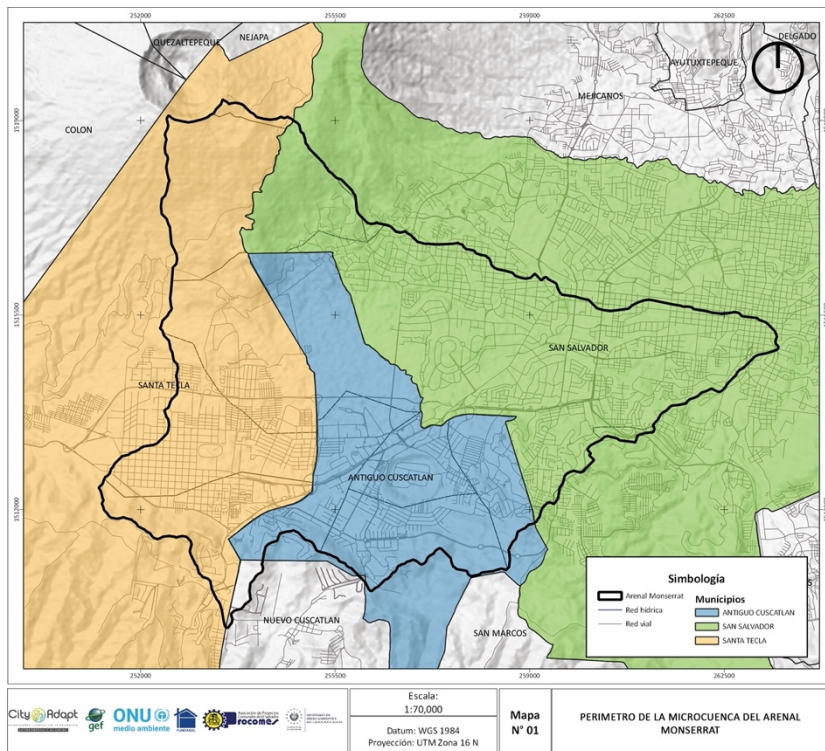 252000
255500
259000
262500
QUEZALTEPEQUE
NEJAPA
DELGADO
AYUTUXTEPEQUE
MEJICANOS
COLON
1519000
1515500
SAN SALVADOR
SANTA TECLA
ANTIGUO CUSCATLAN
1512000
NUEVO CUSCATLAN
SAN MARCOS
Simbología
Arenal Monserrat
Red hídrica
Red vial
Municipios
ANTIGUO CUSCATLAN
SAN SALVADOR
SANTA TECLA
252000
255500
259000
262500
City Adapt
gef
ONU
medio ambiente
FUNDASAL
rocomes
Escala:
1:70,000
Datum: WGS 1984
Proyección: UTM Zona 16 N
Mapa
N° 01
PERIMETRO DE LA MICROCUENCA DEL ARENAL
MONSERRAT